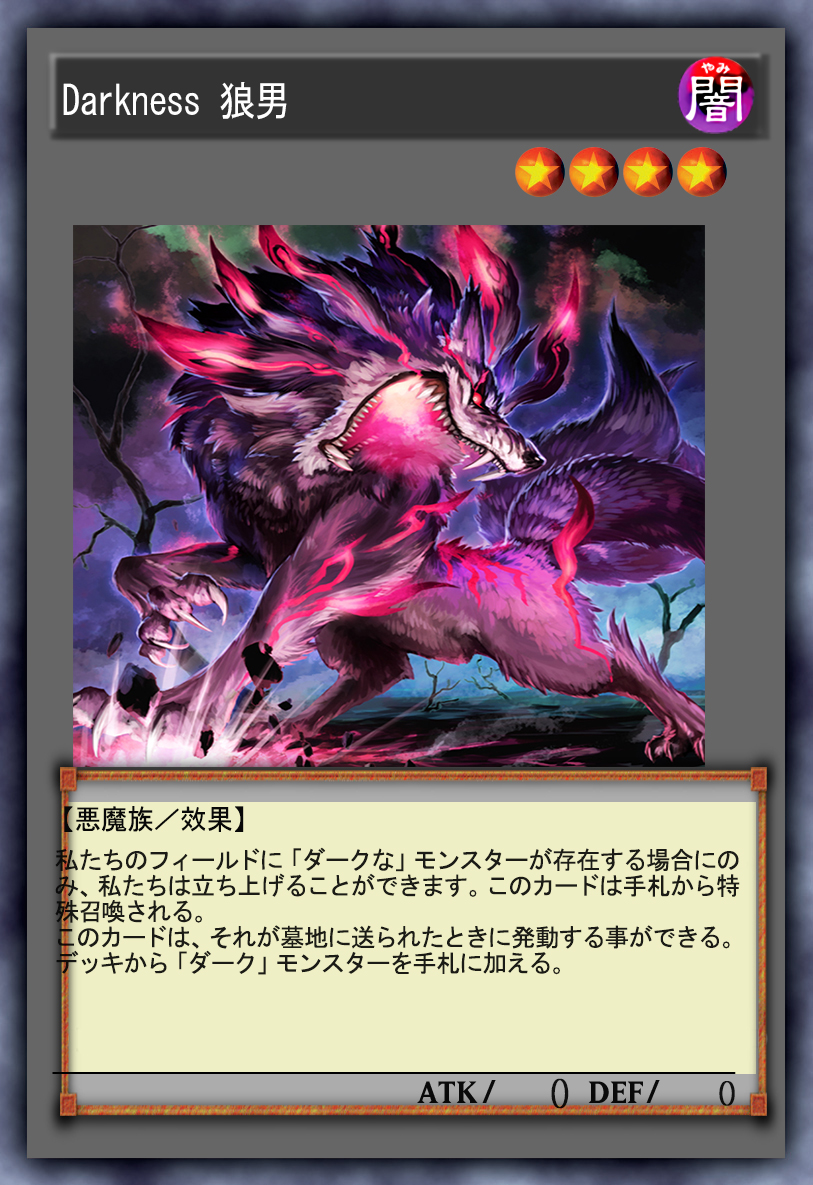 Darkness 狼男
やみ
闇
【悪魔族／効果】
私たちのフィールドに「ダークな」モンスターが存在する場合にの
み、私たちは立ち上げることができます。このカードは手札から特
殊召喚される。
このカードは、それが墓地に送られたときに発動する事ができる。
デッキから「ダーク」モンスターを手札に加える。
ATK/ 0 DEF/ 0